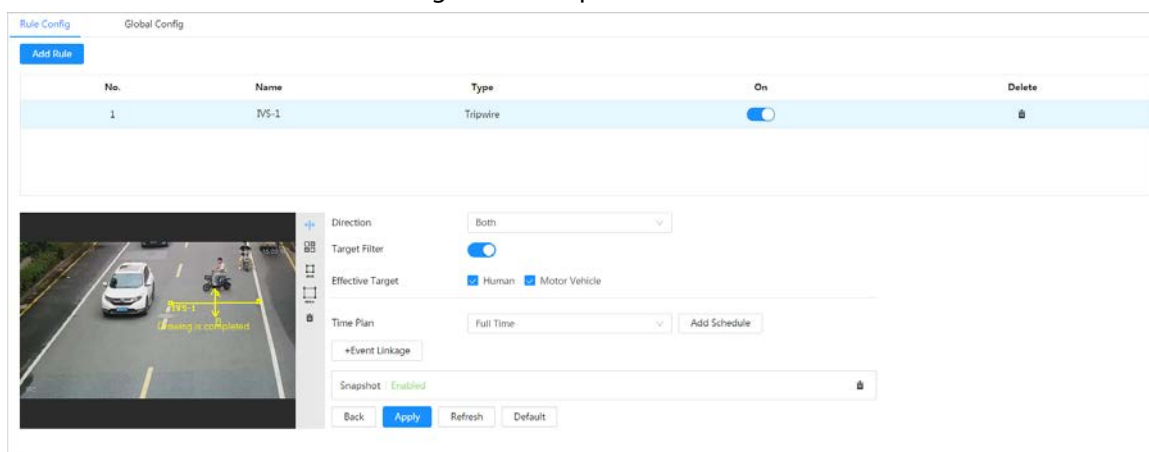 Rule Config Global Config
Add Rule
No. Name Type On Delete
1 IVS-1 Tripwire
Direction Both
Target Filter
Effective Target Human Motor Vehicle
IVS-1
Drawing is completed
Time Plan Full Time Add Schedule
+Event Linkage
Snapshot Enabled
Back Apply Refresh Default